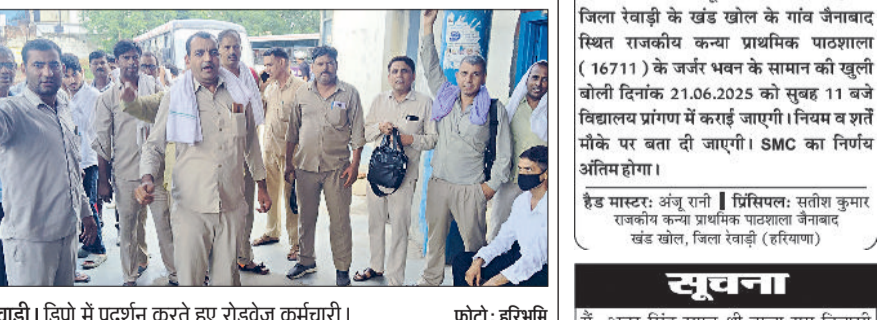 डिपो में प्रदर्शन करते हुए रोडवेज कर्मचारी।
फोटो: हरिभूमि
जिला रेवाड़ी के खंड खोल के गांव जैनाबाद
स्थित राजकीय कन्या प्राथमिक पाठशाला
( 16711 ) के जर्जर भवन के सामान की खुली
बोली दिनांक 21.06.2025 को सुबह 11 बजे
विद्यालय प्रांगण में कराई जाएगी। नियम व शर्तें
मौके पर बता दी जाएगी। SMC का निर्णय
अंतिम होगा।
हैड मास्टर: अंजू रानी | प्रिंसिपल: सतीश कुमार
राजकीय कन्या प्राथमिक पाठशाला जैनाबाद
खंड खोल, जिला रेवाड़ी (हरियाणा)
सूचना